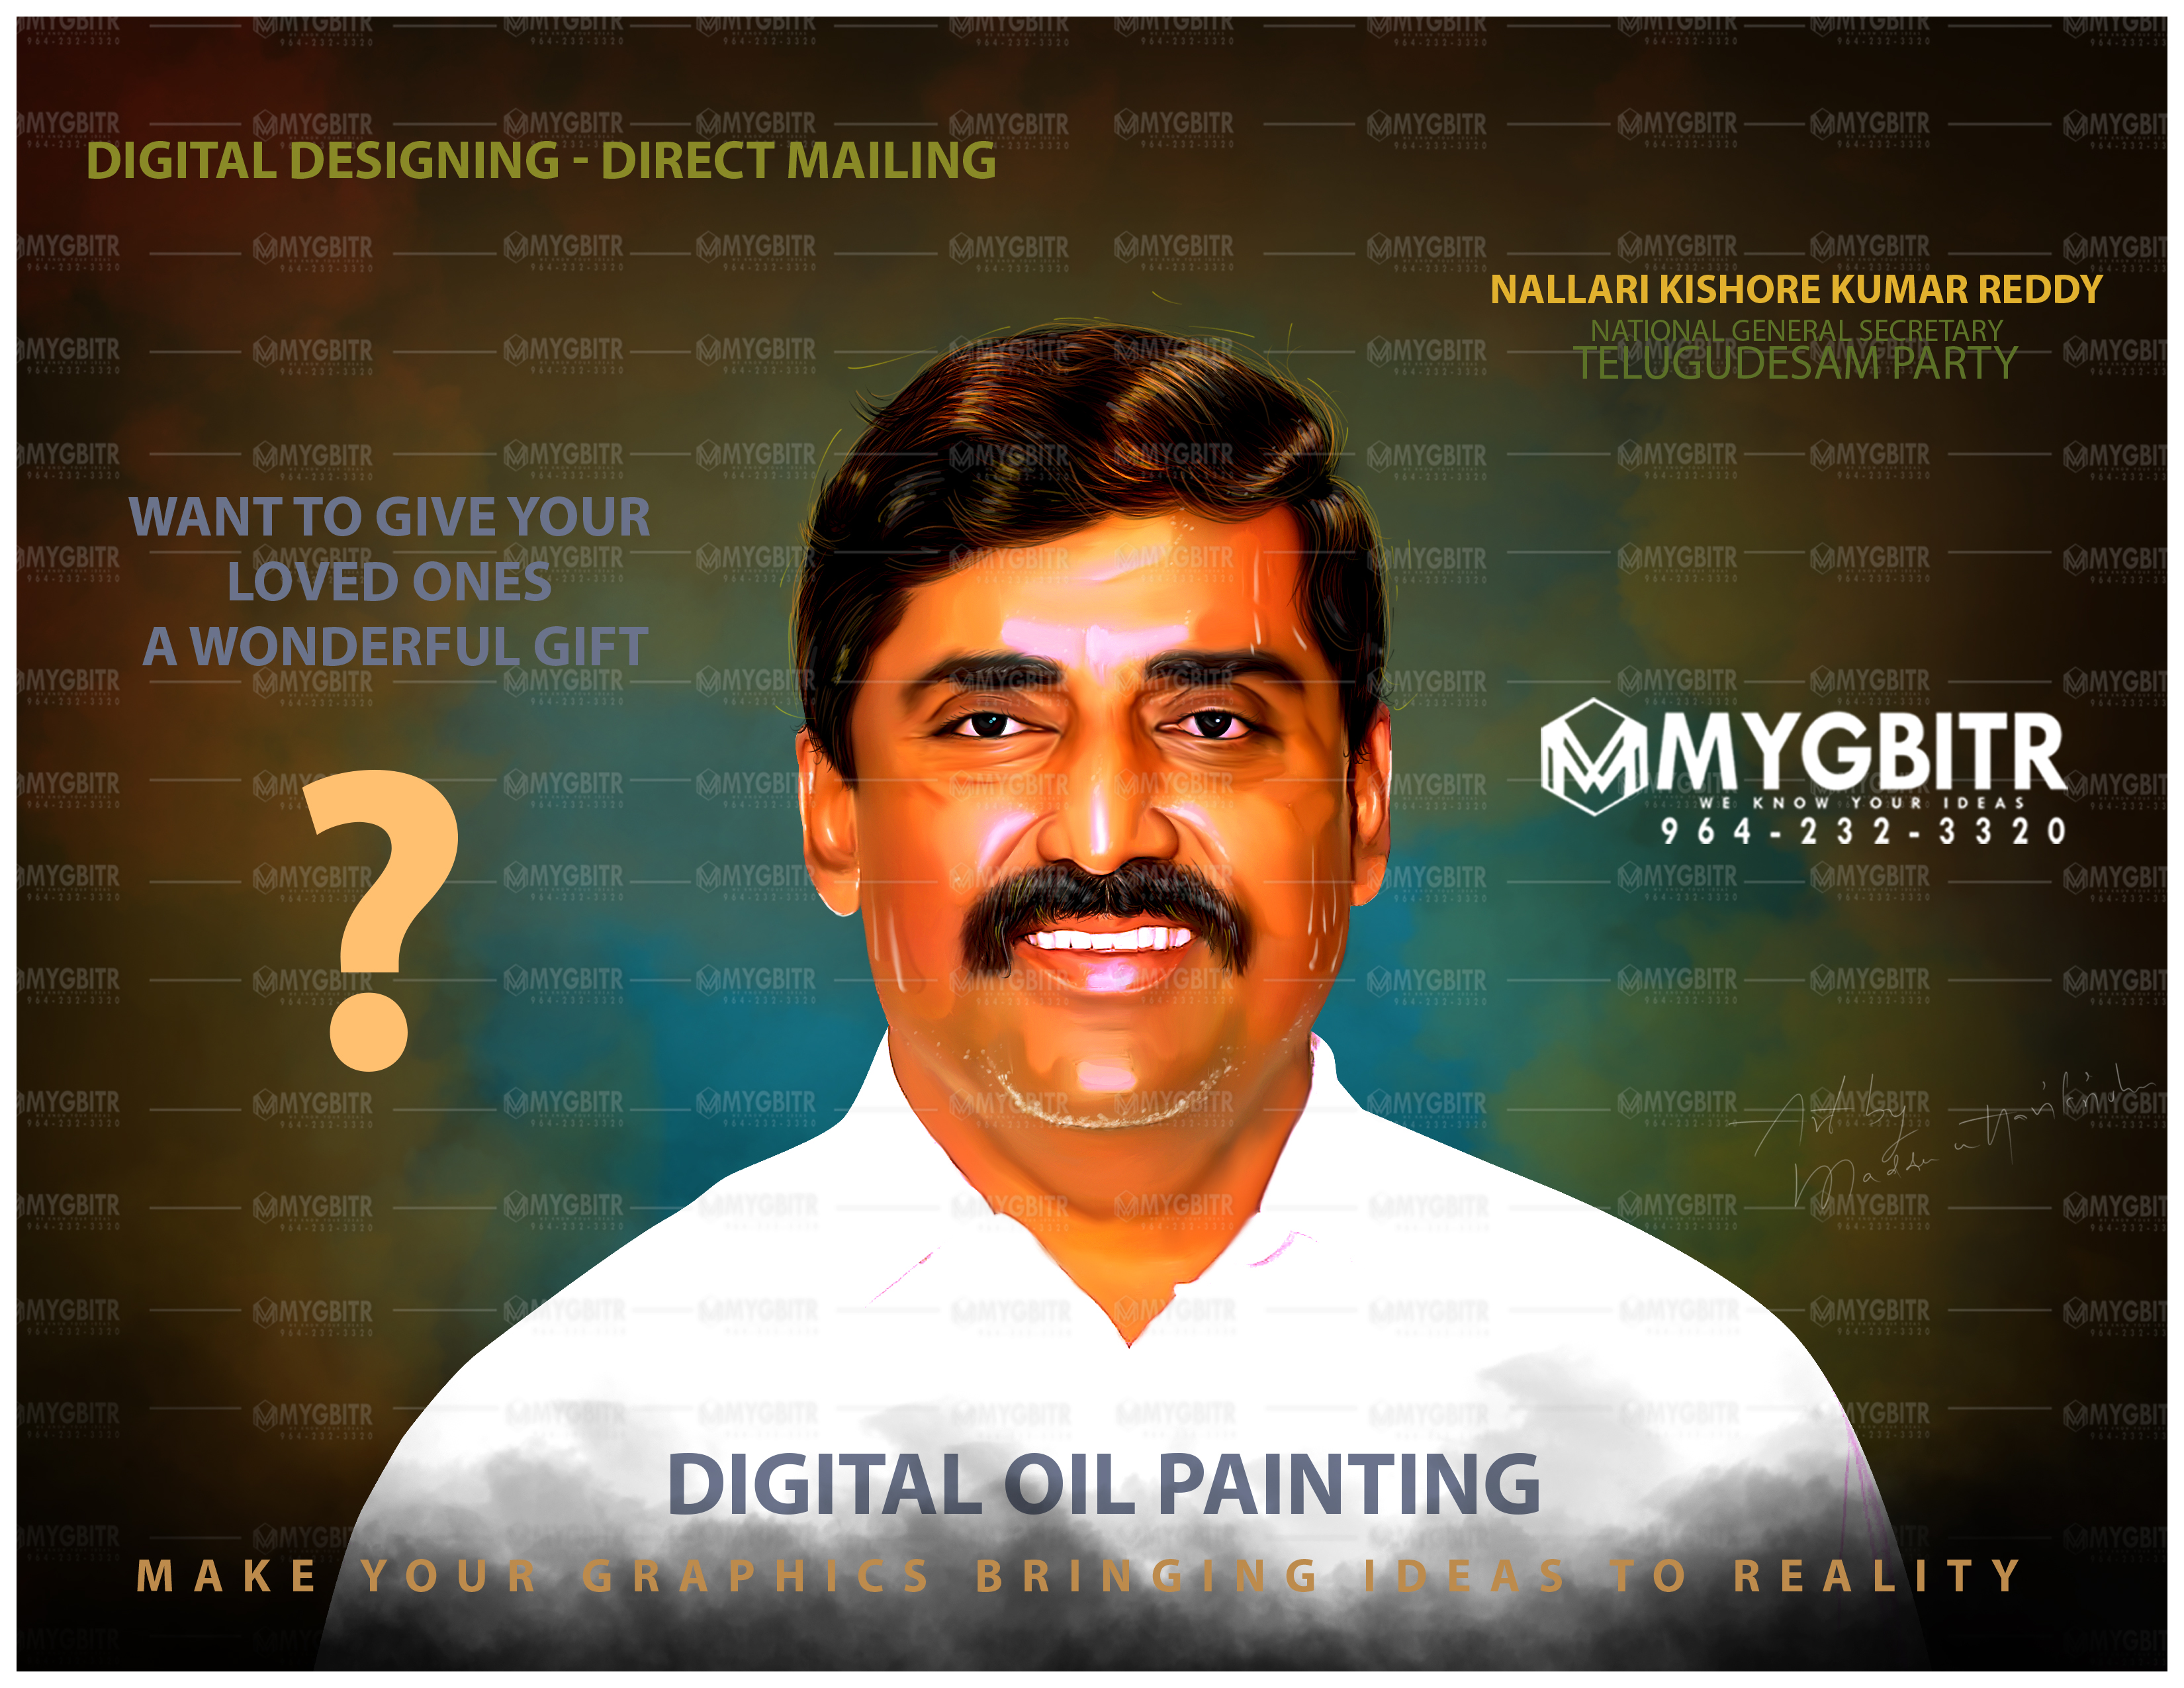 DIGITAL DESIGNING - DIRECT MAILING
NALLARI KISHORE KUMAR REDDY
NATIONAL GENERAL SECRETARY
TELUGUDESAM PARTY
WANT TO GIVE YOUR
LOVED ONES
A WONDERFUL GIFT
?
MYGBITR
WE KNOW YOUR IDEAS
964-232-3320
Art by
DIGITAL OIL PAINTING
MAKE YOUR GRAPHICS BRINGING IDEAS TO REALITY